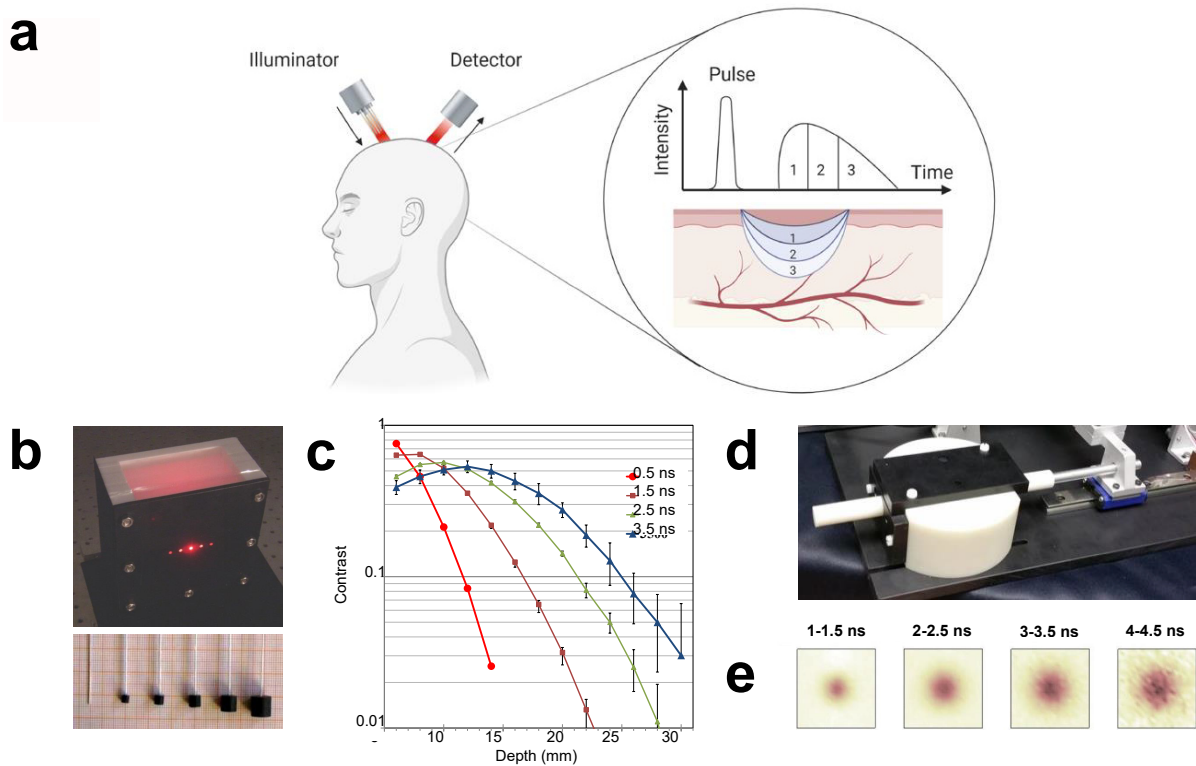 a
Illuminator
Detector
Pulse
Intensity
1
2
3
Time
1
2
3
b
c
1
0.1
0.01
Contrast
0.5 ns
1.5 ns
2.5 ns
3.5 ns
-
10
15
20
25
30
Depth (mm)
d
e
1-1.5 ns
2-2.5 ns
3-3.5 ns
4-4.5 ns